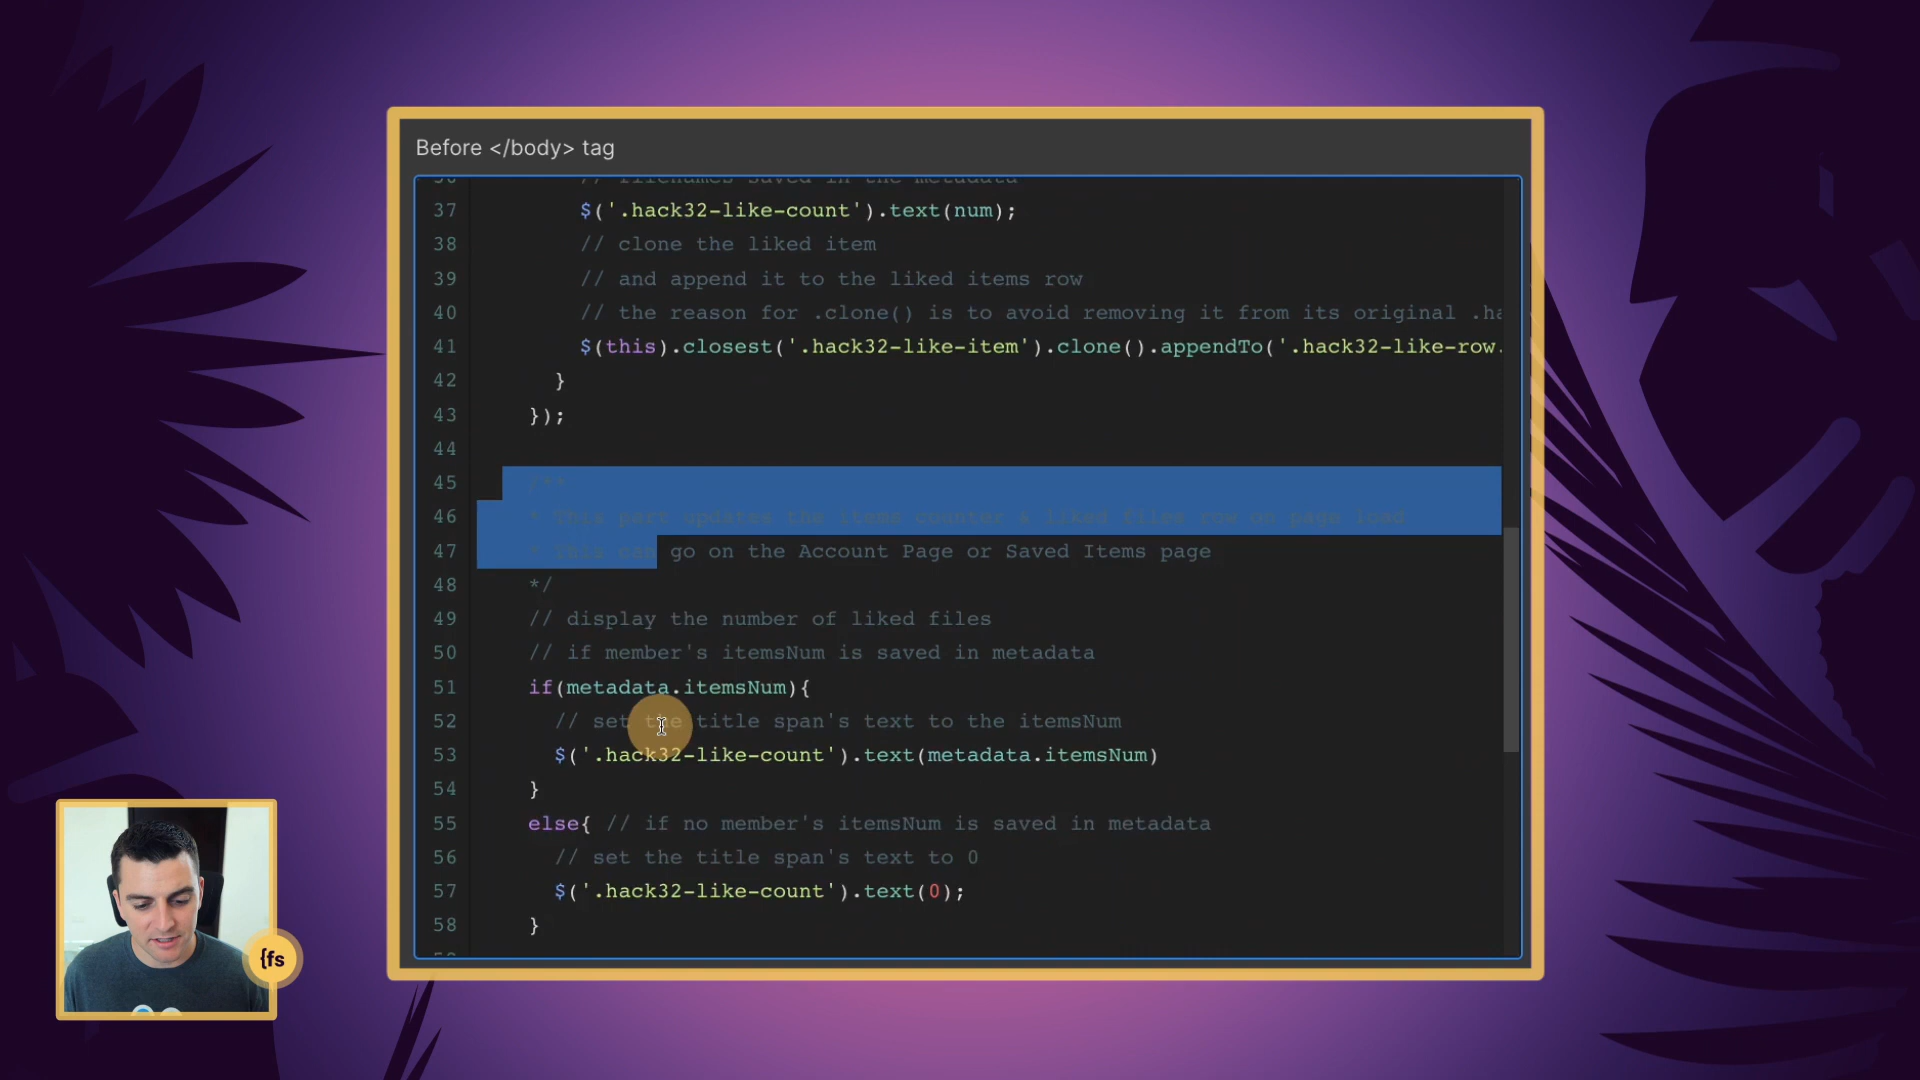 Before </body> tag
36 // filenames saved in the metadata
37 $('.hack32-like-count').text(num);
38 // clone the liked item
39 // and append it to the liked items row
40 // the reason for .clone() is to avoid removing it from its original .ha
41 $(this).closest('.hack32-like-item').clone().appendTo('.hack32-like-row.
42 }
43 });
44
45 /**
46 * This part updates the items counter & liked files row on page load
47 * This can go on the Account Page or Saved Items page
48 */
49 // display the number of liked files
50 // if member's itemsNum is saved in metadata
51 if(metadata.itemsNum){
52 // set the title span's text to the itemsNum
53 $('.hack32-like-count').text(metadata.itemsNum)
54 }
55 else{ // if no member's itemsNum is saved in metadata
56 // set the title span's text to 0
57 $('.hack32-like-count').text(0);
58 }
{fs